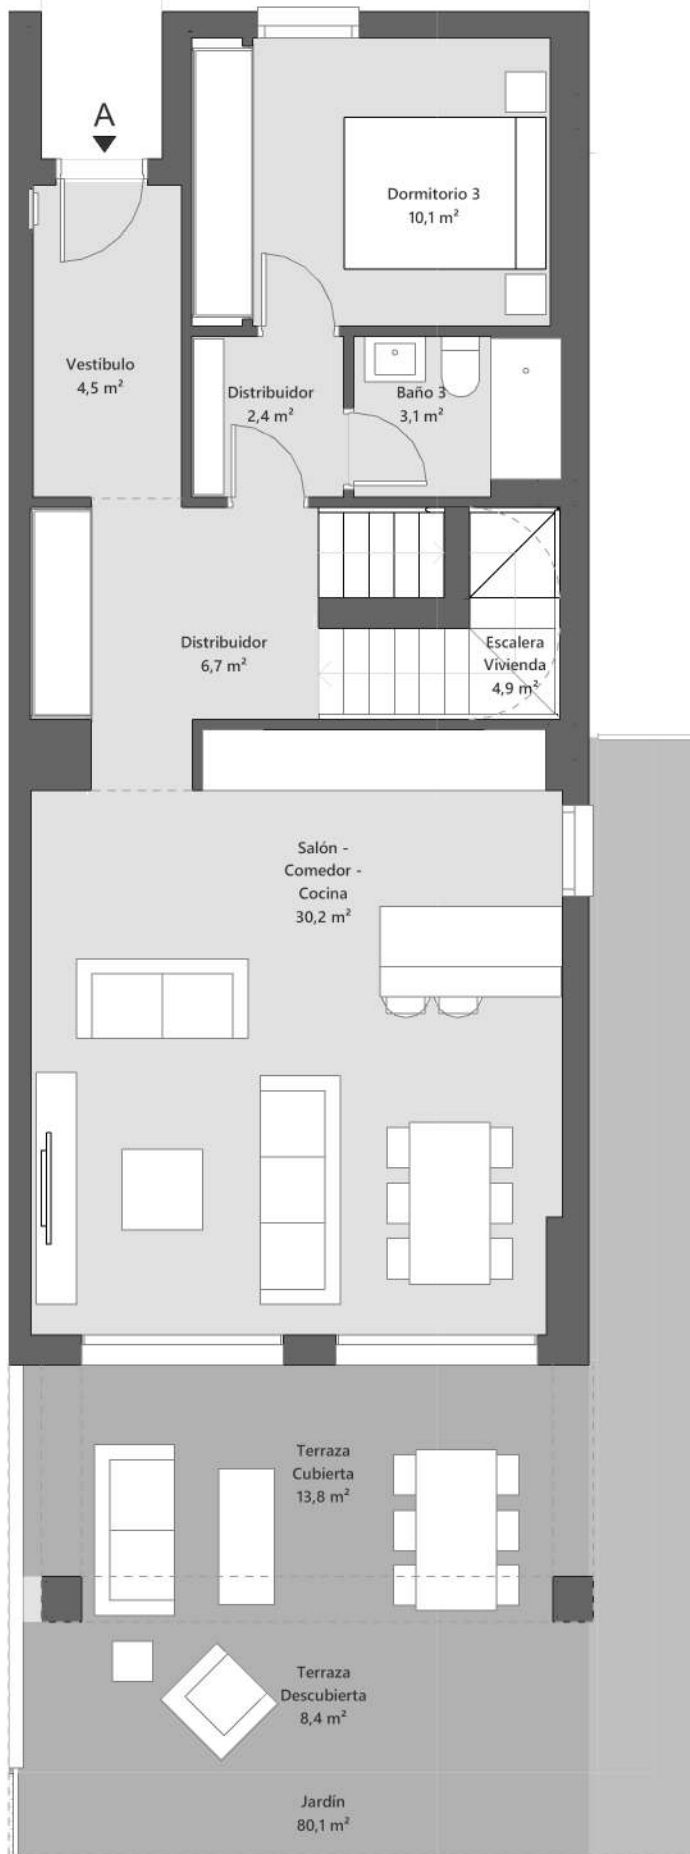 A
Dormitorio 3
10,1 m²
Vestíbulo
4,5 m²
Distribuidor
2,4 m²
Baño 3
3,1 m²
Distribuidor
6,7 m²
Escalera
Vivienda
4,9 m²
Salón -
Comedor -
Cocina
30,2 m²
Terraza
Cubierta
13,8 m²
Terraza
Descubierta
8,4 m²
Jardín
80,1 m²